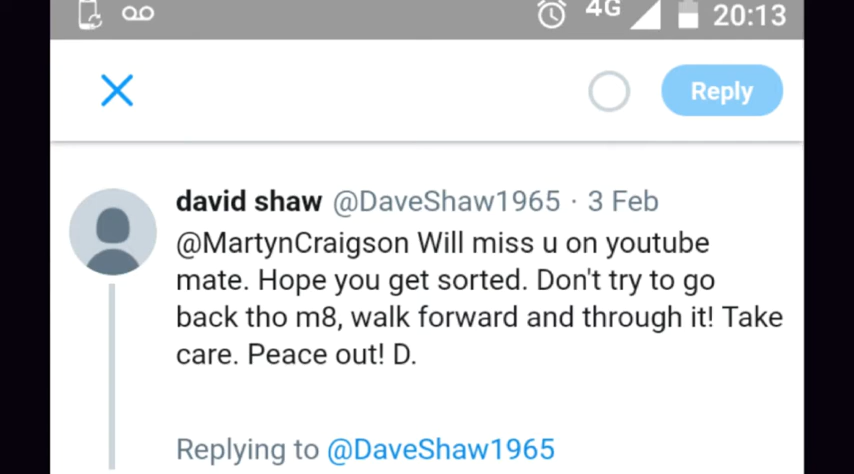 4G 20:13
Reply
david shaw @DaveShaw1965 · 3 Feb
@MartynCraigson Will miss u on youtube
mate. Hope you get sorted. Don't try to go
back tho m8, walk forward and through it! Take
care. Peace out! D.
Replying to @DaveShaw1965